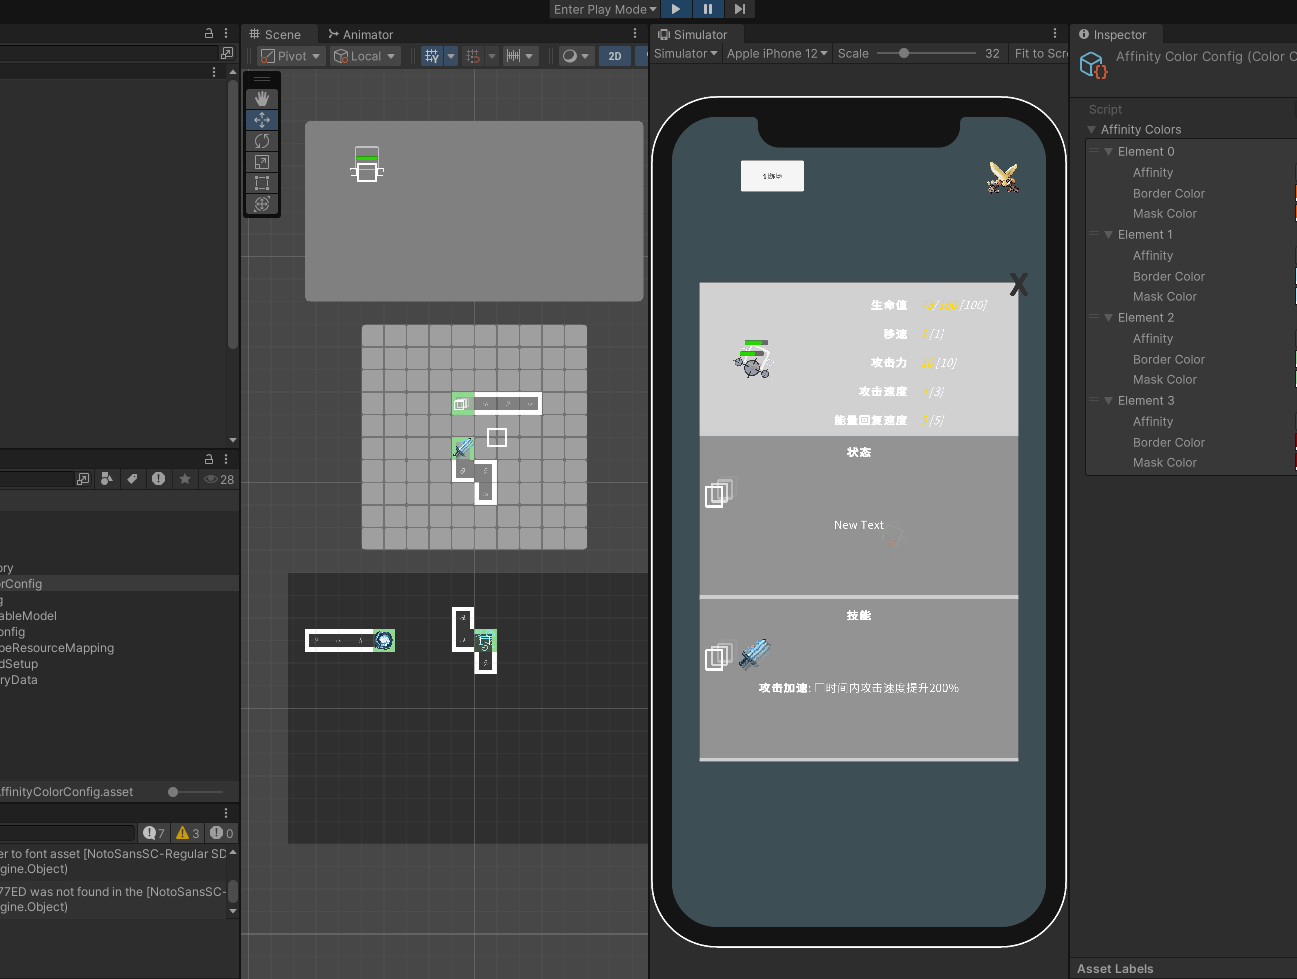 Enter Play Mode
Scene
Animator
Simulator
Inspector
Pivot
Local
2D
Simulator
Apple iPhone 12
Scale
32
Fit to Scr
Affinity Color Config (Color C
Script
Affinity Colors
Element 0
Affinity
Border Color
Mask Color
Element 1
Affinity
Border Color
Mask Color
Element 2
Affinity
Border Color
Mask Color
Element 3
Affinity
Border Color
Mask Color
X
生命值
/100 [100]
移速
[1]
攻击力
10 [10]
攻击速度
[3]
能量回复速度
[5]
状态
New Text
技能
攻击加速: 时间内攻击速度提升200%
28
ory
orConfig
g
ableModel
onfig
peResourceMapping
dSetup
ryData
ffinityColorConfig.asset
7
3
0
er to font asset [NotoSansSC-Regular SD
gine.Object)
77ED was not found in the [NotoSansSC-
gine.Object)
Asset Labels